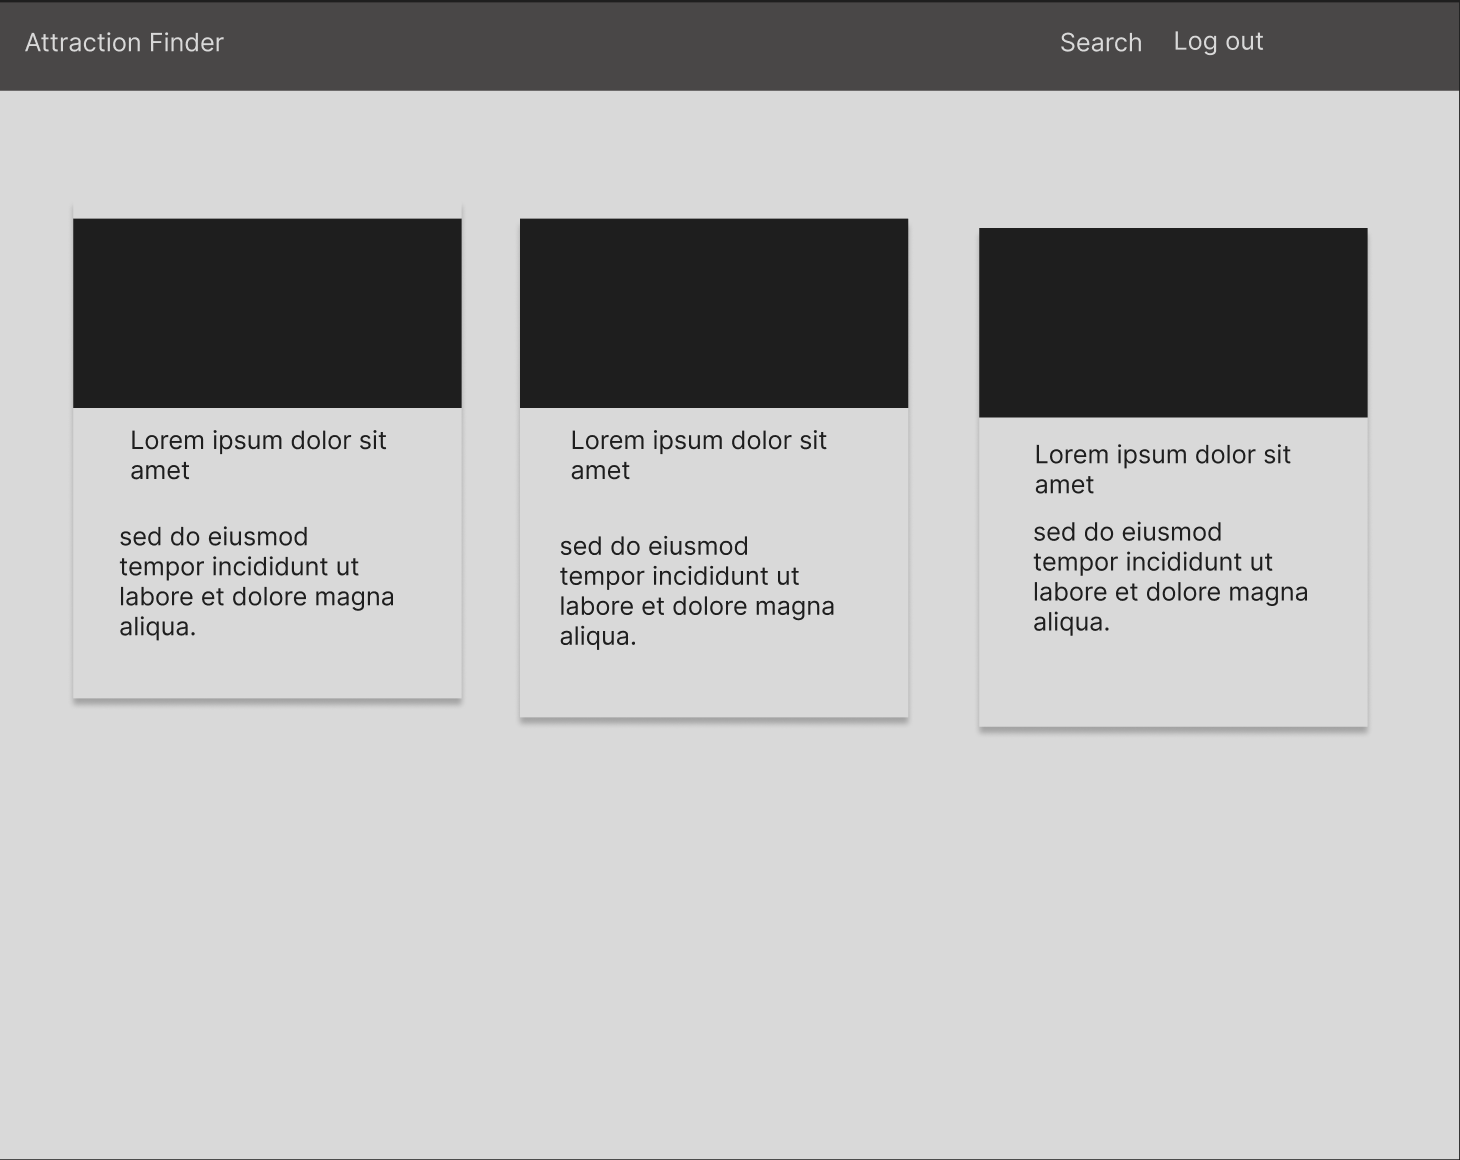 Attraction Finder
Search
Log out
Lorem ipsum dolor sit
amet
sed do eiusmod
tempor incididunt ut
labore et dolore magna
aliqua.
Lorem ipsum dolor sit
amet
sed do eiusmod
tempor incididunt ut
labore et dolore magna
aliqua.
Lorem ipsum dolor sit
amet
sed do eiusmod
tempor incididunt ut
labore et dolore magna
aliqua.